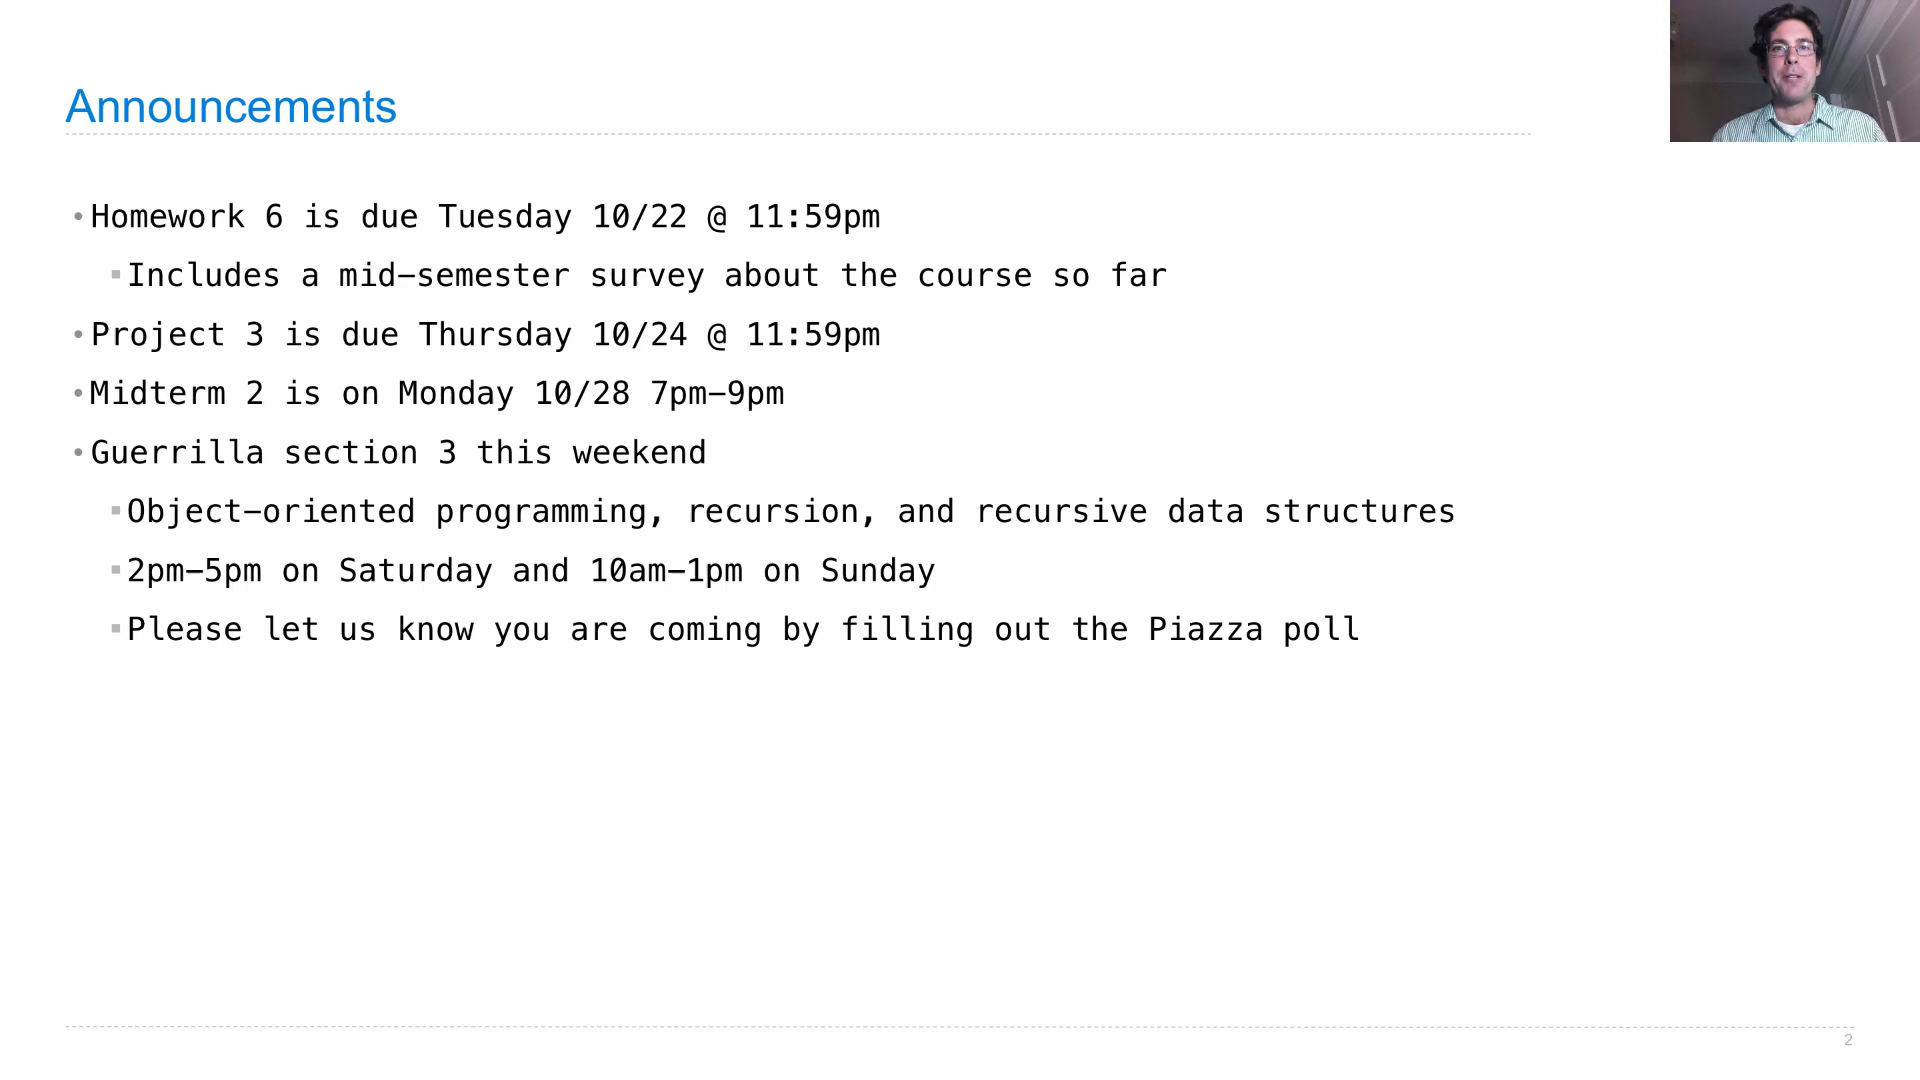 Announcements
• Homework 6 is due Tuesday 10/22 @ 11:59pm
▪ Includes a mid-semester survey about the course so far
• Project 3 is due Thursday 10/24 @ 11:59pm
• Midterm 2 is on Monday 10/28 7pm-9pm
• Guerrilla section 3 this weekend
▪ Object-oriented programming, recursion, and recursive data structures
▪ 2pm-5pm on Saturday and 10am-1pm on Sunday
▪ Please let us know you are coming by filling out the Piazza poll
2